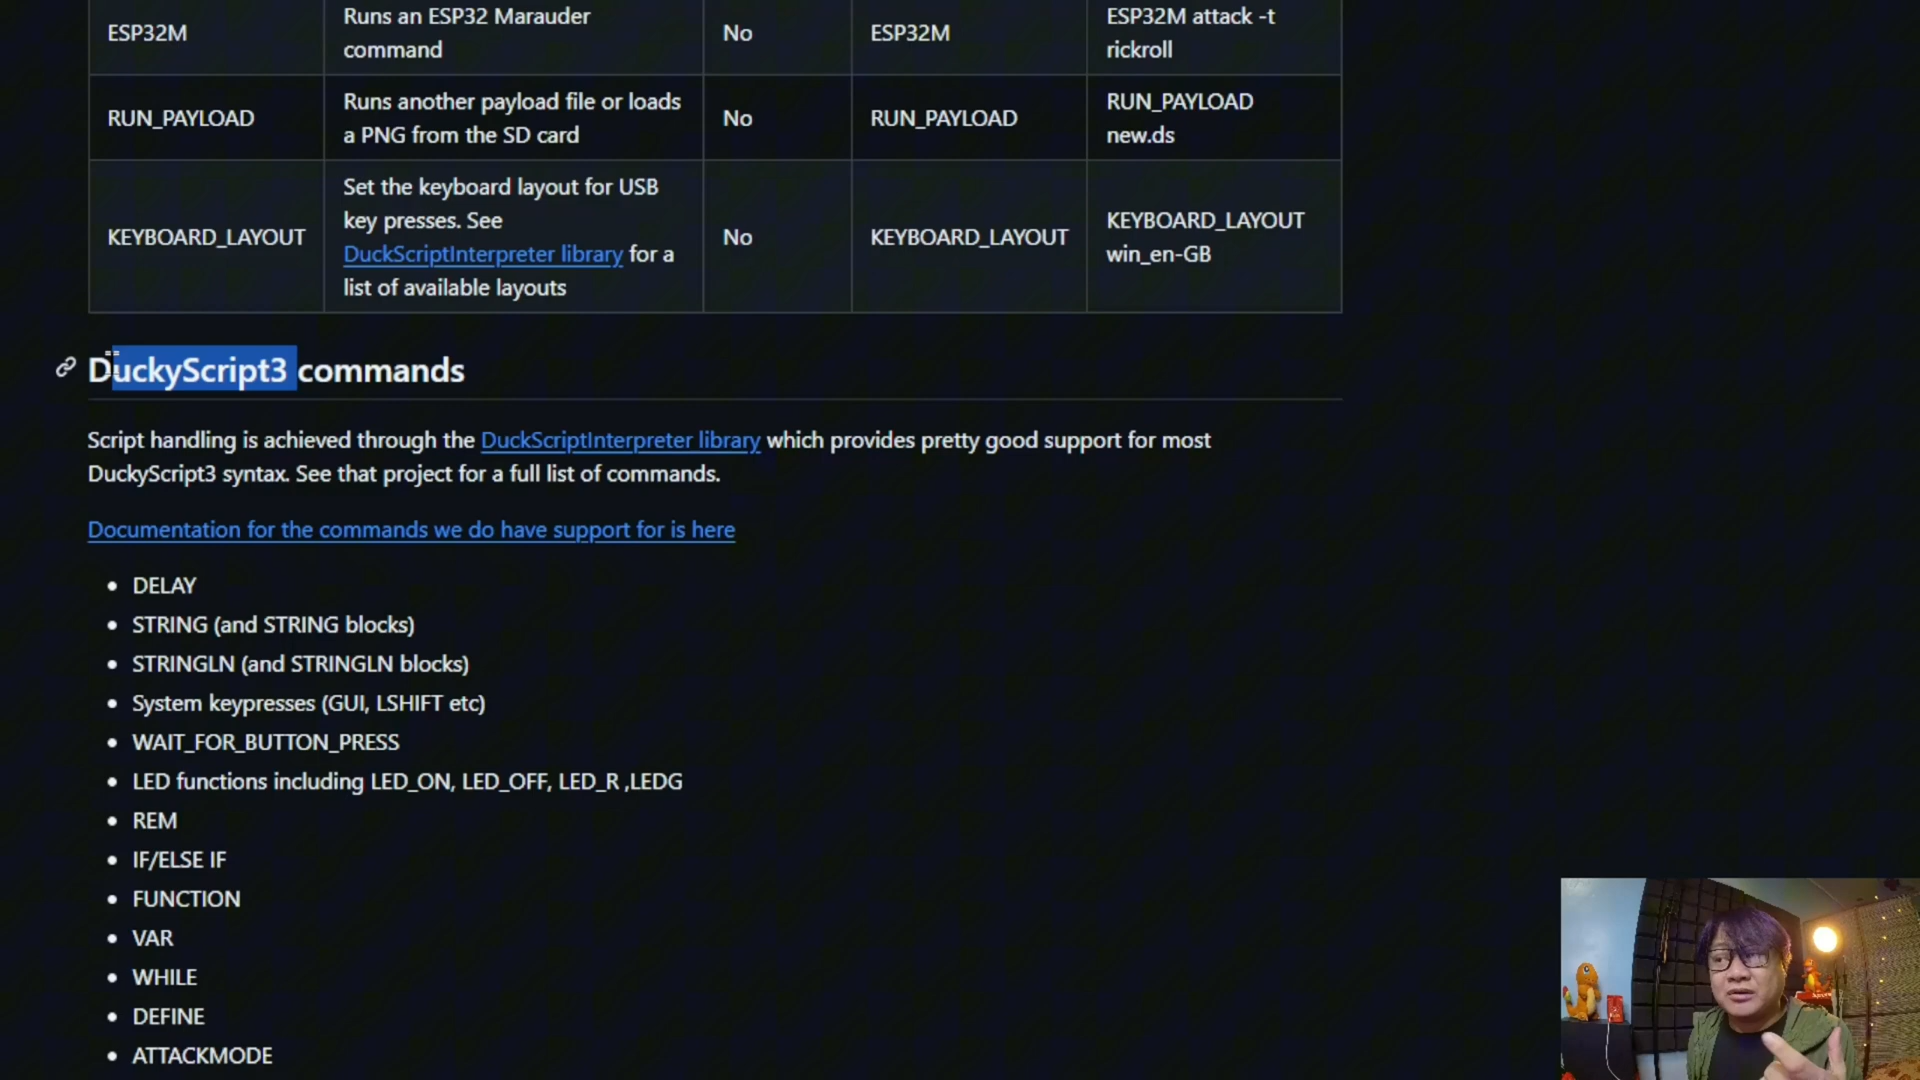 ESP32M
Runs an ESP32 Marauder
command
No
ESP32M
ESP32M attack -t
rickroll
RUN_PAYLOAD
Runs another payload file or loads
a PNG from the SD card
No
RUN_PAYLOAD
RUN_PAYLOAD
new.ds
KEYBOARD_LAYOUT
Set the keyboard layout for USB
key presses. See
DuckScriptInterpreter library for a
list of available layouts
No
KEYBOARD_LAYOUT
KEYBOARD_LAYOUT
win_en-GB
DuckyScript3 commands
Script handling is achieved through the DuckScriptInterpreter library which provides pretty good support for most
DuckyScript3 syntax. See that project for a full list of commands.
Documentation for the commands we do have support for is here
• DELAY
• STRING (and STRING blocks)
• STRINGLN (and STRINGLN blocks)
• System keypresses (GUI, LSHIFT etc)
• WAIT_FOR_BUTTON_PRESS
• LED functions including LED_ON, LED_OFF, LED_R ,LEDG
• REM
• IF/ELSE IF
• FUNCTION
• VAR
• WHILE
• DEFINE
• ATTACKMODE